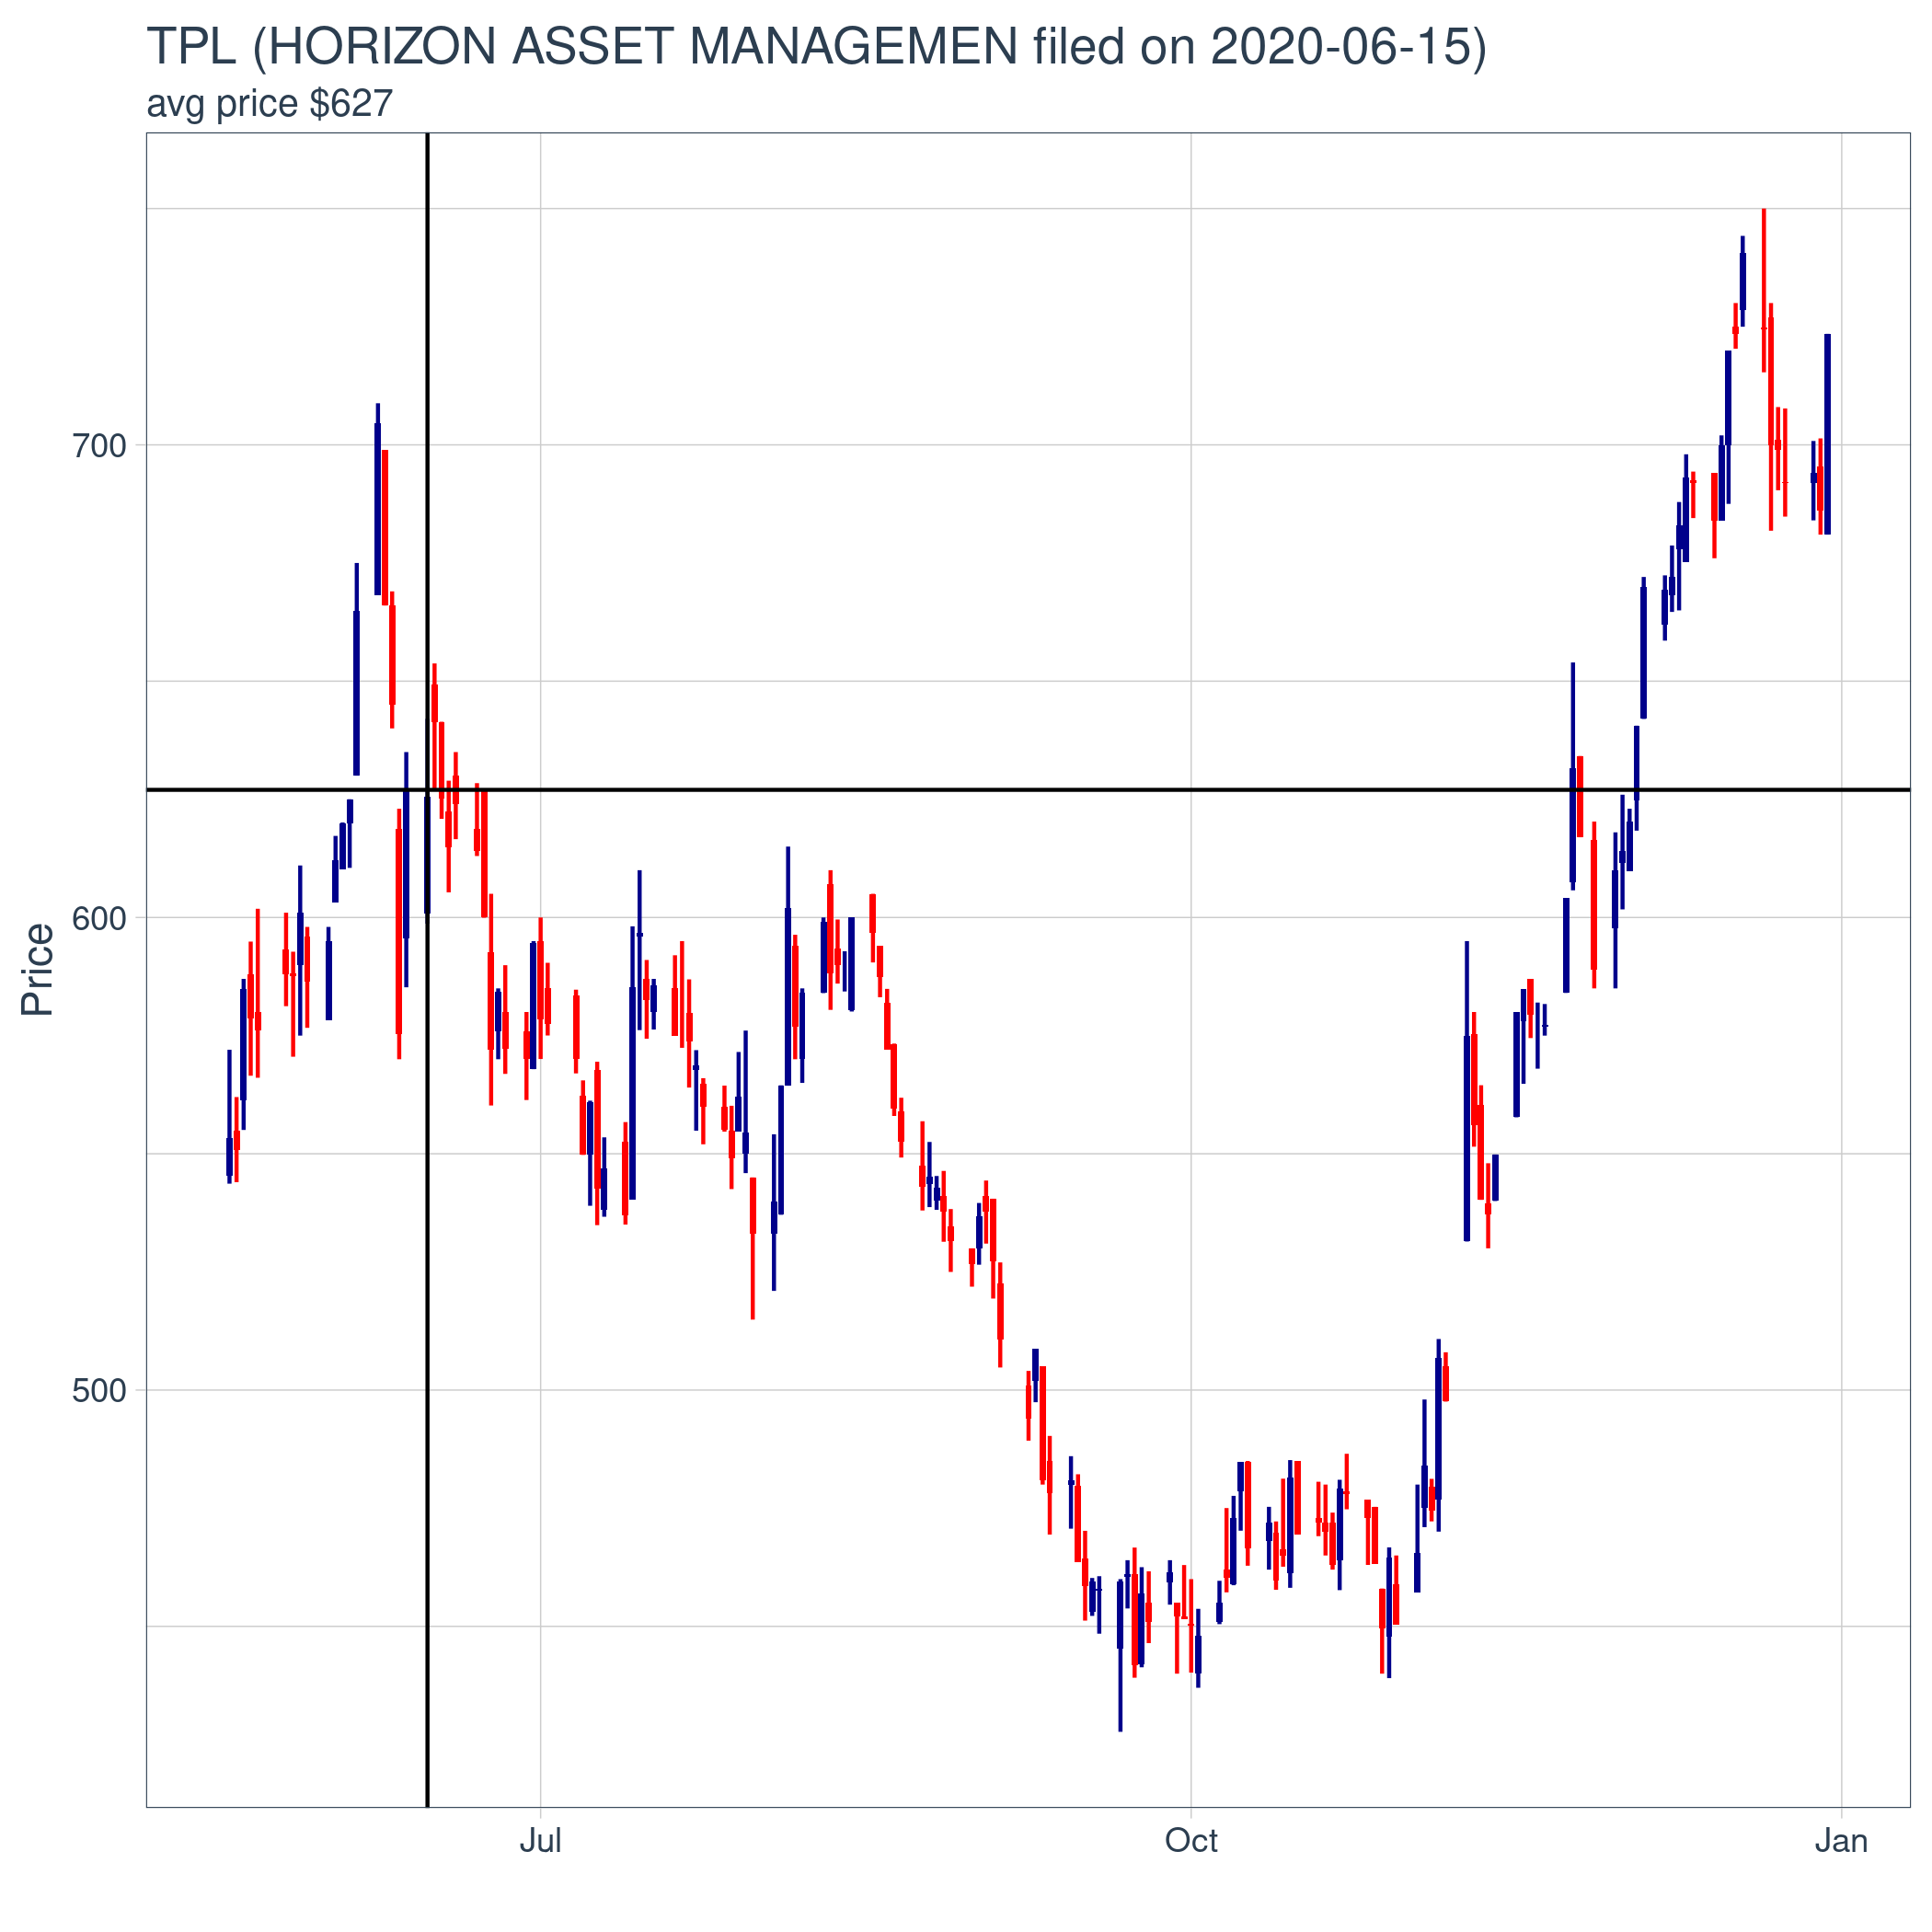 TPL (HORIZON ASSET MANAGEMEN filed on 2020-06-15)
avg price $627
Price
700
600
500
Jul
Oct
Jan